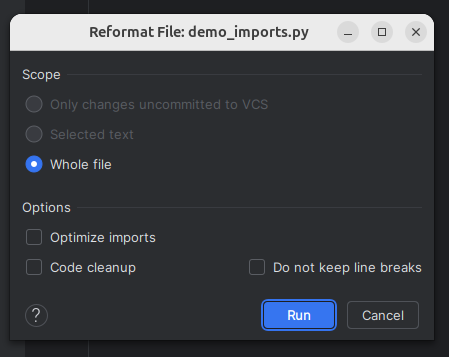 Reformat File: demo_imports.py
Scope
Only changes uncommitted to VCS
Selected text
Whole file
Options
Optimize imports
Code cleanup
Do not keep line breaks
?
Run
Cancel